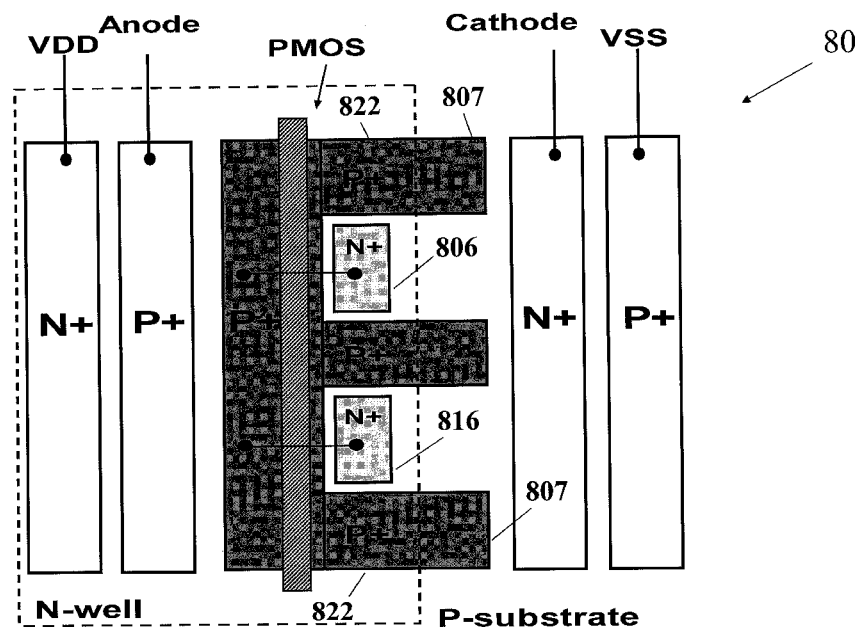 Anode
Cathode
VDD
PMOS
VSS
80
822
807
P+
N+
806
N+
P+
P+
P+
N+
P+
N+
816
807
P+
N-well
822
P-substrate